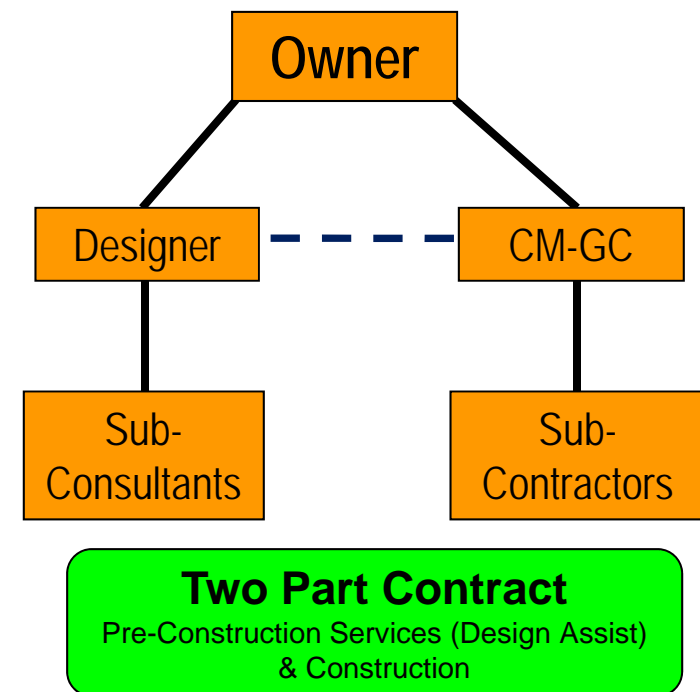 Owner
Designer
CM-GC
Sub-
Consultants
Sub-
Contractors
Two Part Contract
Pre-Construction Services (Design Assist)
& Construction